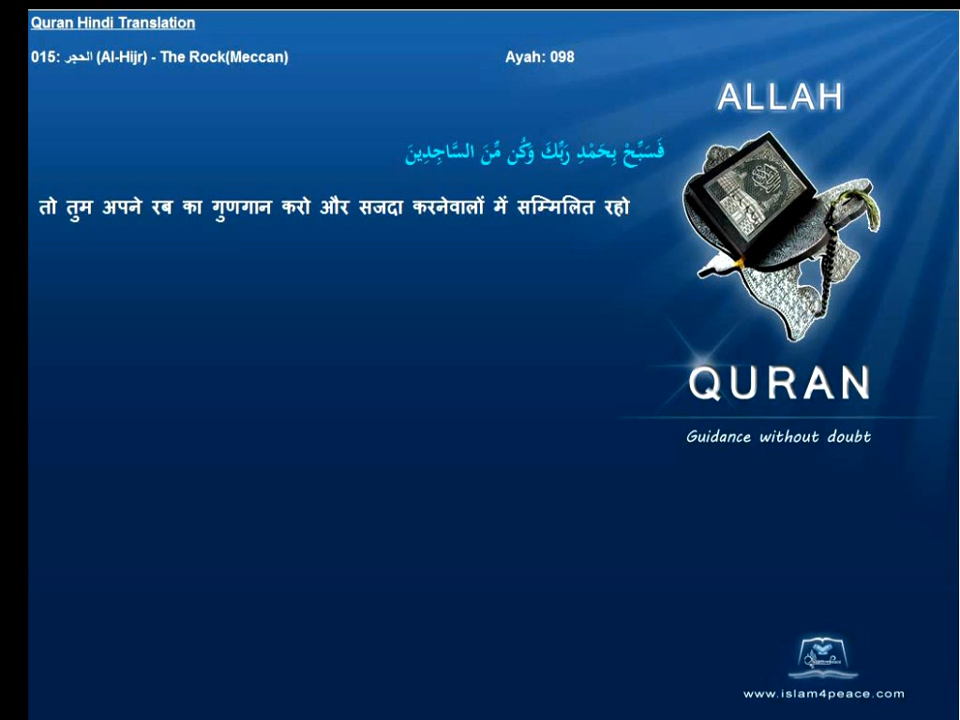 Quran Hindi Translation
015: الحجر (Al-Hijr) - The Rock(Meccan) Ayah: 098
ALLAH
فَسَبِّحْ بِحَمْدِ رَبِّكَ وَكُن مِّنَ السَّاجِدِينَ
तो तुम अपने रब का गुणगान करो और सजदा करनेवालों में सम्मिलित रहो
QURAN
Guidance without doubt
www.islam4peace.com